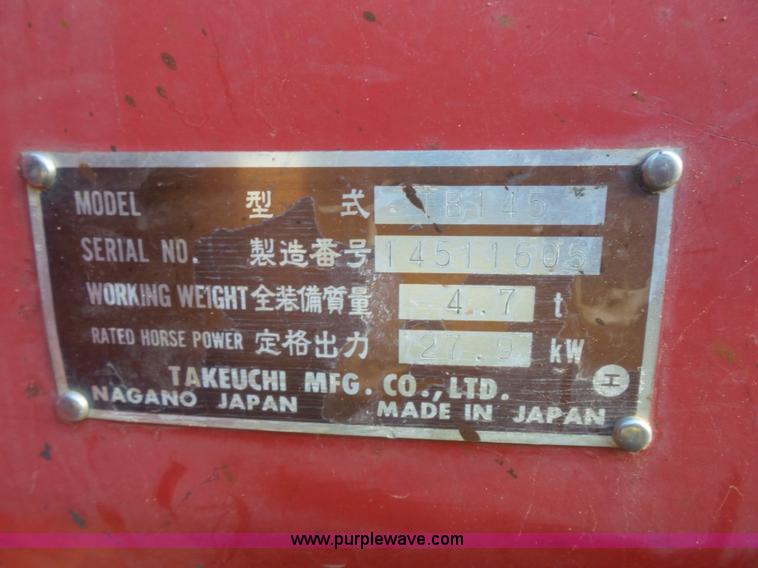 MODEL 型 式 TB145
SERIAL NO. 製造番号 14511605
WORKING WEIGHT 全装備質量 4.7 t
RATED HORSE POWER 定格出力 27.9 kW
TAKEUCHI MFG. CO., LTD. 工
NAGANO JAPAN MADE IN JAPAN
www.purplewave.com